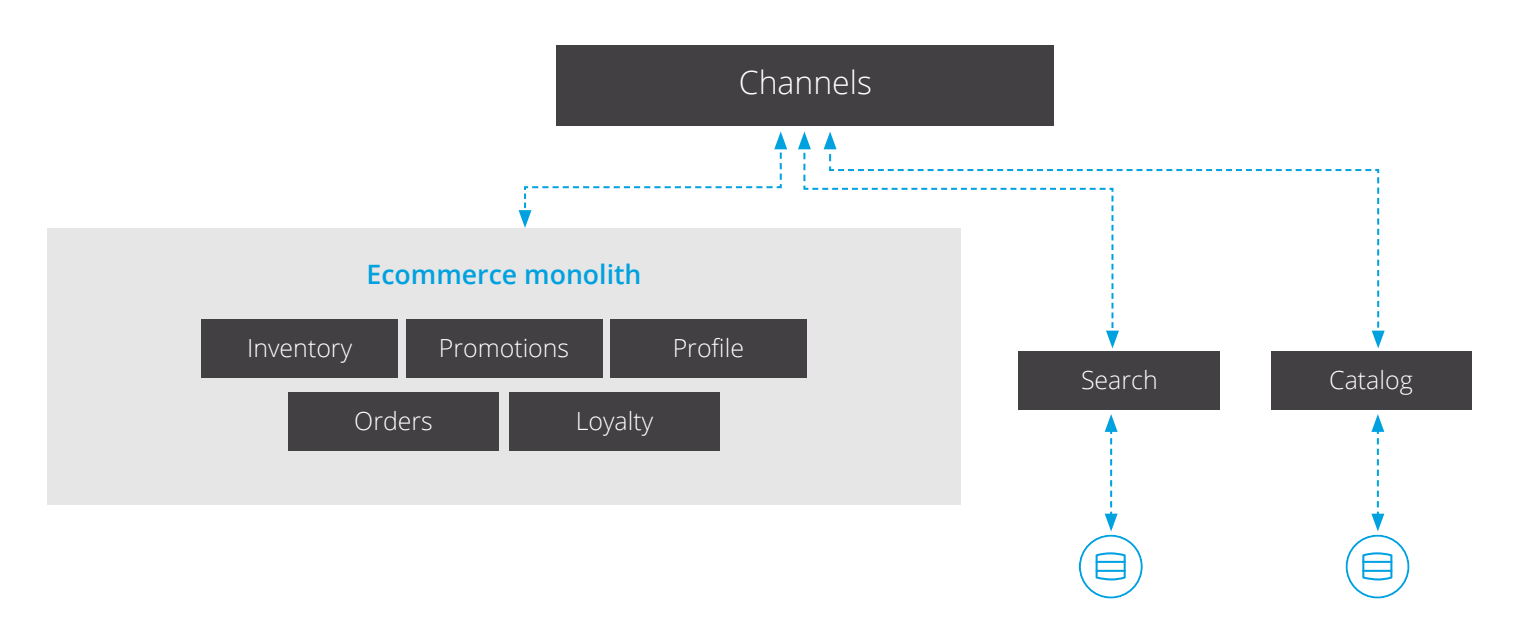 Channels
Ecommerce monolith
Inventory
Promotions
Profile
Orders
Loyalty
Search
Catalog